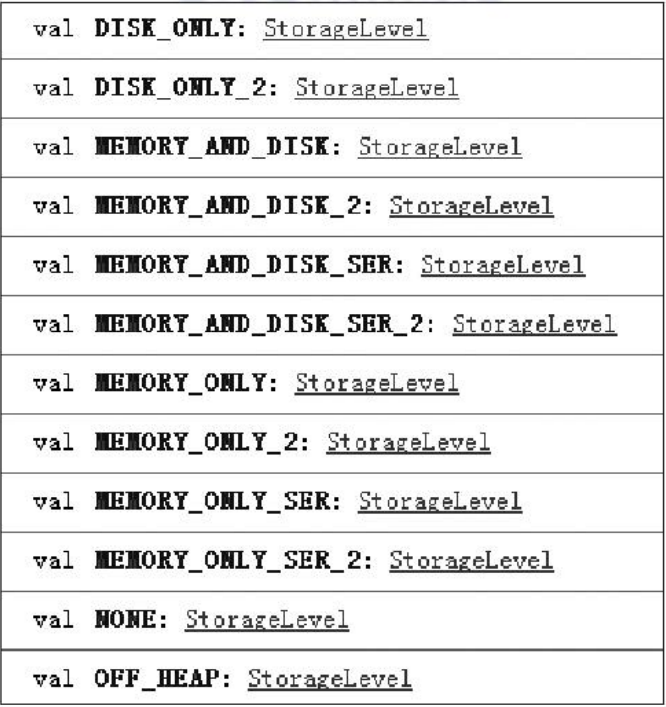 val DISK_ONLY: StorageLevel
val DISK_ONLY_2: StorageLevel
val MEMORY_AND_DISK: StorageLevel
val MEMORY_AND_DISK_2: StorageLevel
val MEMORY_AND_DISK_SER: StorageLevel
val MEMORY_AND_DISK_SER_2: StorageLevel
val MEMORY_ONLY: StorageLevel
val MEMORY_ONLY_2: StorageLevel
val MEMORY_ONLY_SER: StorageLevel
val MEMORY_ONLY_SER_2: StorageLevel
val NONE: StorageLevel
val OFF_HEAP: StorageLevel